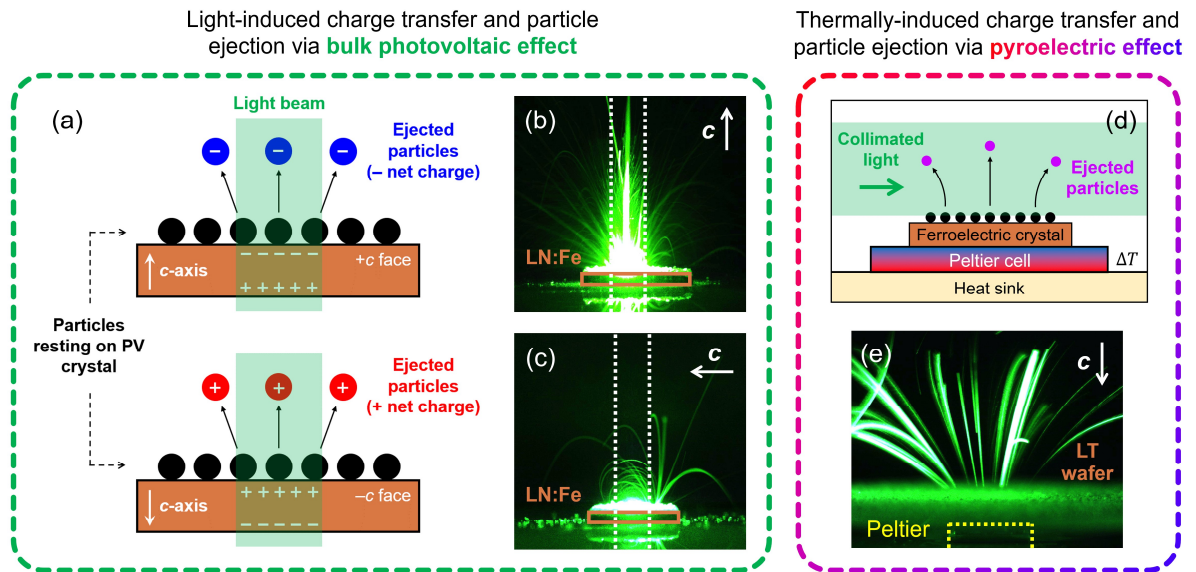 Light-induced charge transfer and particle
ejection via bulk photovoltaic effect
(a)
Light beam
− − −
Ejected
particles
(− net charge)
− − − − −
+c face
c-axis
+ + + + +
Particles
resting on PV
crystal
+ + +
Ejected
particles
(+ net charge)
+ + + + +
−c face
c-axis
− − − − −
(b)
c
LN:Fe
(c)
c
LN:Fe
Thermally-induced charge transfer and
particle ejection via pyroelectric effect
(d)
Collimated
light
Ejected
particles
Ferroelectric crystal
Peltier cell
ΔT
Heat sink
(e)
c
LT
wafer
Peltier